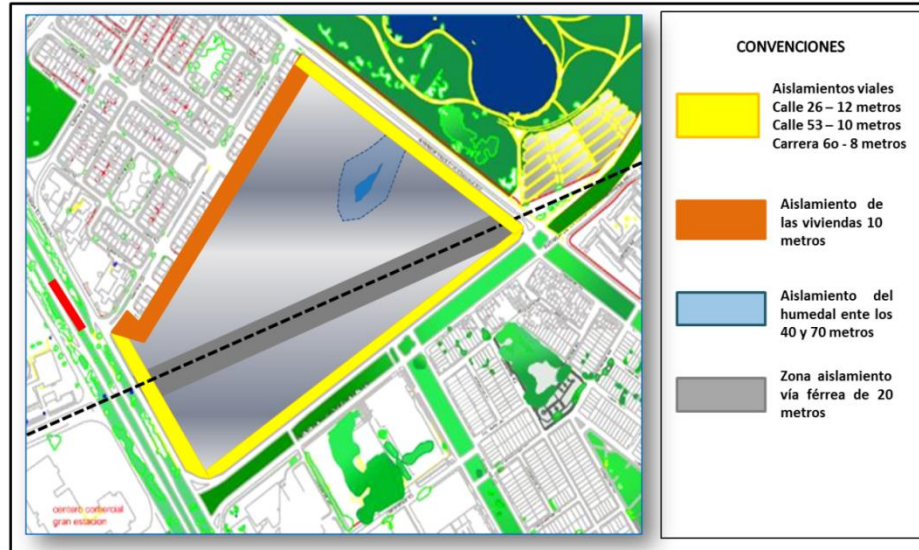 CONVENCIONES
Aislamientos viales
Calle 26 – 12 metros
Calle 53 – 10 metros
Carrera 6o - 8 metros
Aislamiento de
las viviendas 10
metros
Aislamiento del
humedal ente los
40 y 70 metros
Zona aislamiento
vía férrea de 20
metros
centro comercial
gran estacion